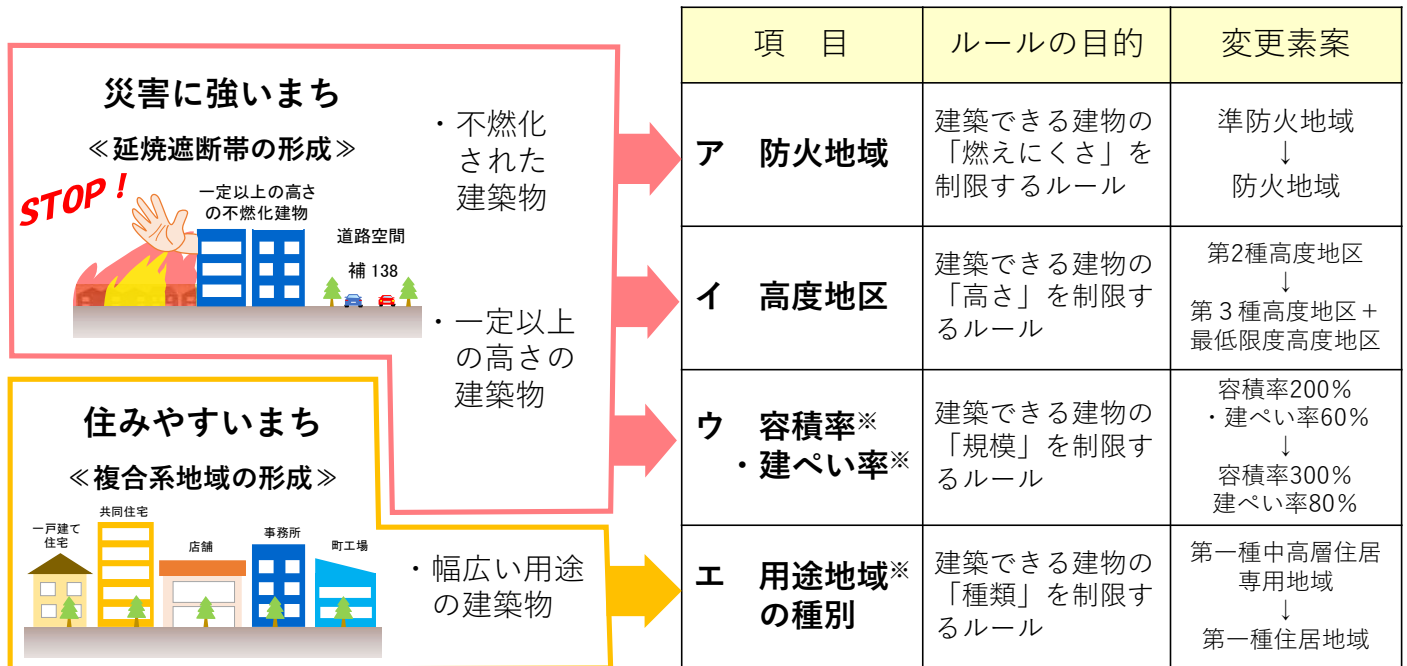 災害に強いまち
≪延焼遮断帯の形成≫
STOP！
一定以上の高さ
の不燃化建物
道路空間
補 138
・不燃化
された
建築物
・一定以上
の高さの
建築物
住みやすいまち
≪複合系地域の形成≫
一戸建て
住宅
共同住宅
店舗
事務所
町工場
・幅広い用途
の建築物
項　目
ルールの目的
変更素案
ア　防火地域
建築できる建物の
「燃えにくさ」を
制限するルール
準防火地域
↓
防火地域
イ　高度地区
建築できる建物の
「高さ」を制限す
るルール
第2種高度地区
↓
第３種高度地区＋
最低限度高度地区
ウ　容積率※
・建ぺい率※
建築できる建物の
「規模」を制限す
るルール
容積率200％
・建ぺい率60％
↓
容積率300％
建ぺい率80％
エ　用途地域※
の種別
建築できる建物の
「種類」を制限す
るルール
第一種中高層住居
専用地域
↓
第一種住居地域